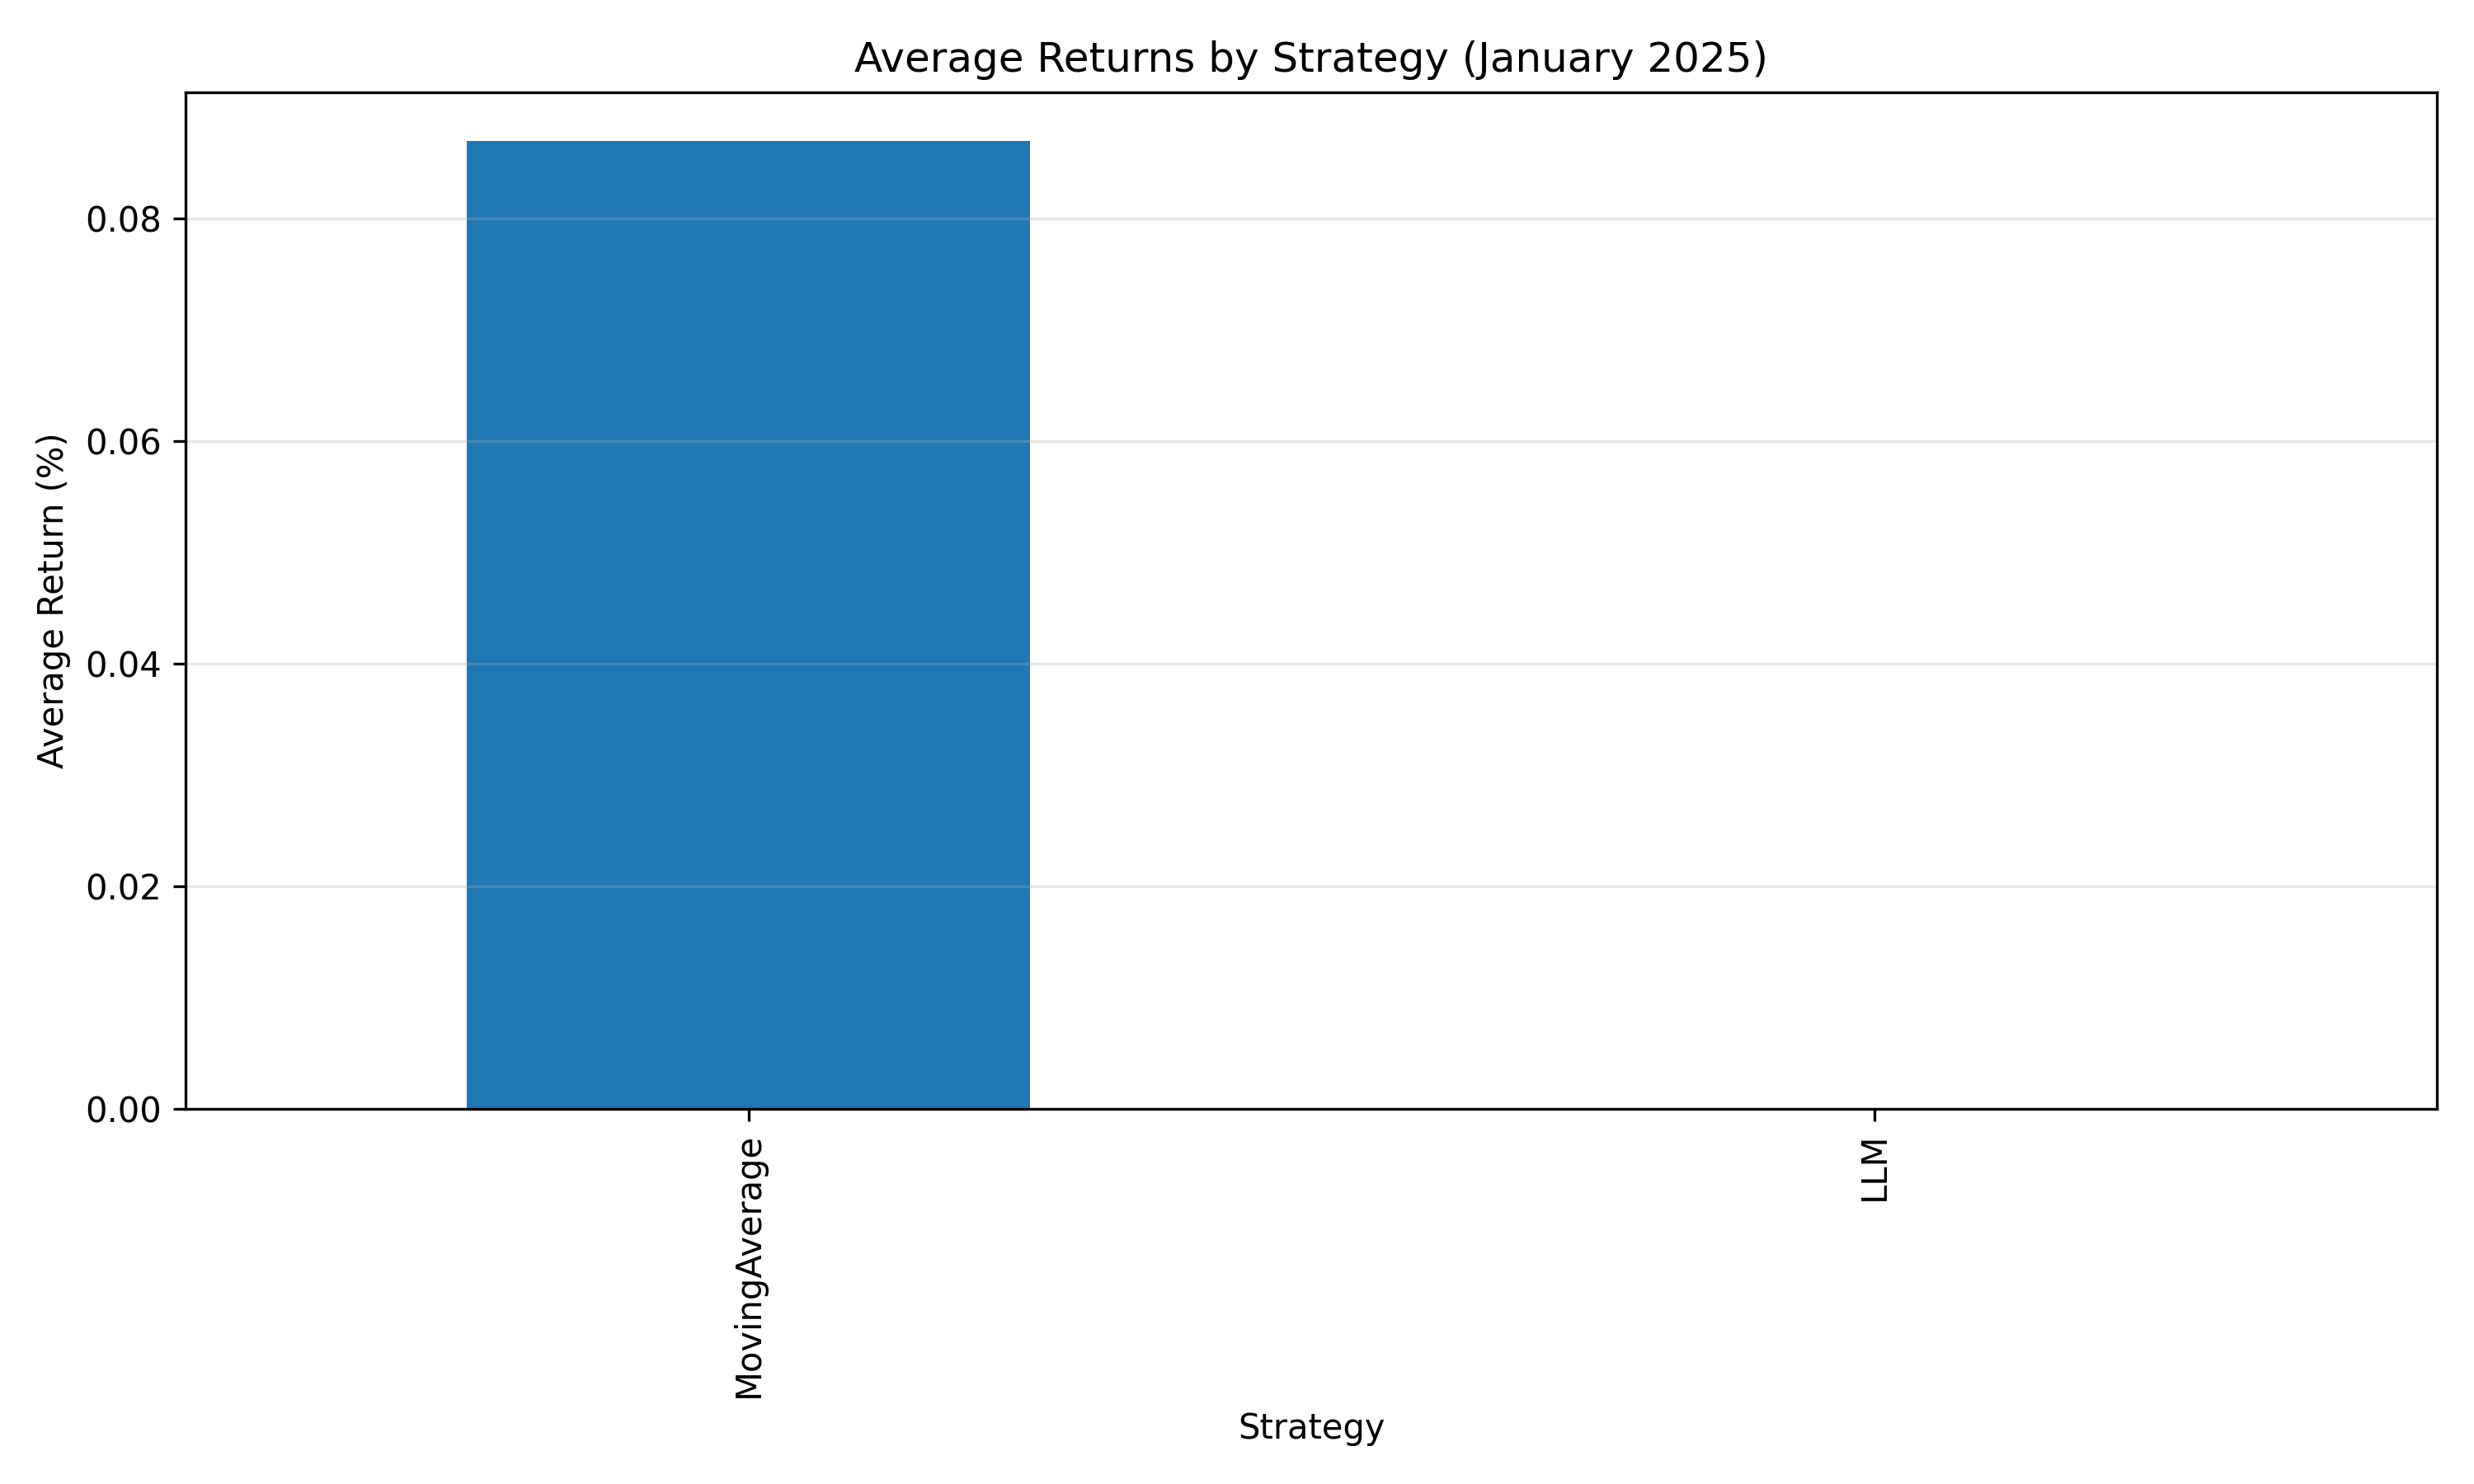 Average Returns by Strategy (January 2025)
Average Return (%)
0.08
0.06
0.04
0.02
0.00
MovingAverage
LLM
Strategy